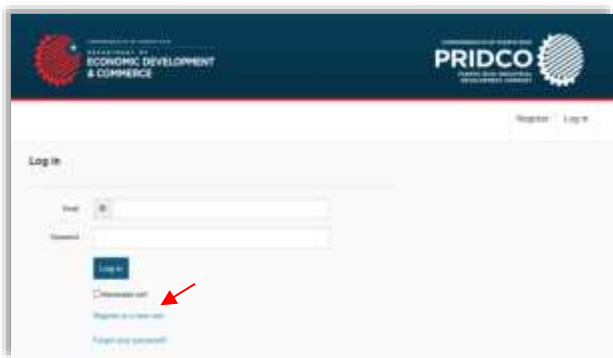 ECONOMIC DEVELOPMENT
& COMMERCE
PRIDCO
Register Log in
Log in
Email
Password
Log in
Remember me?
Register as a new user
Forgot your password?